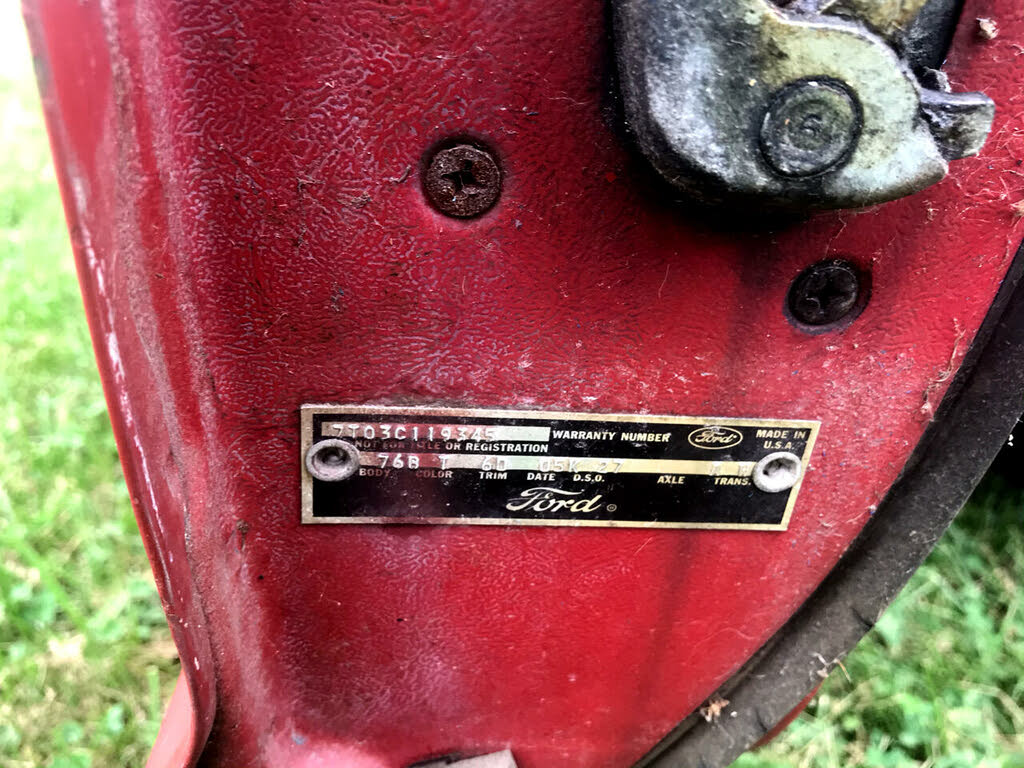 7T03C119345 WARRANTY NUMBER Ford MADE IN U.S.A.
NOT FOR TITLE OR REGISTRATION
76B T 60 05K 27
BODY COLOR TRIM DATE D.S.O. AXLE TRANS.
Ford ®